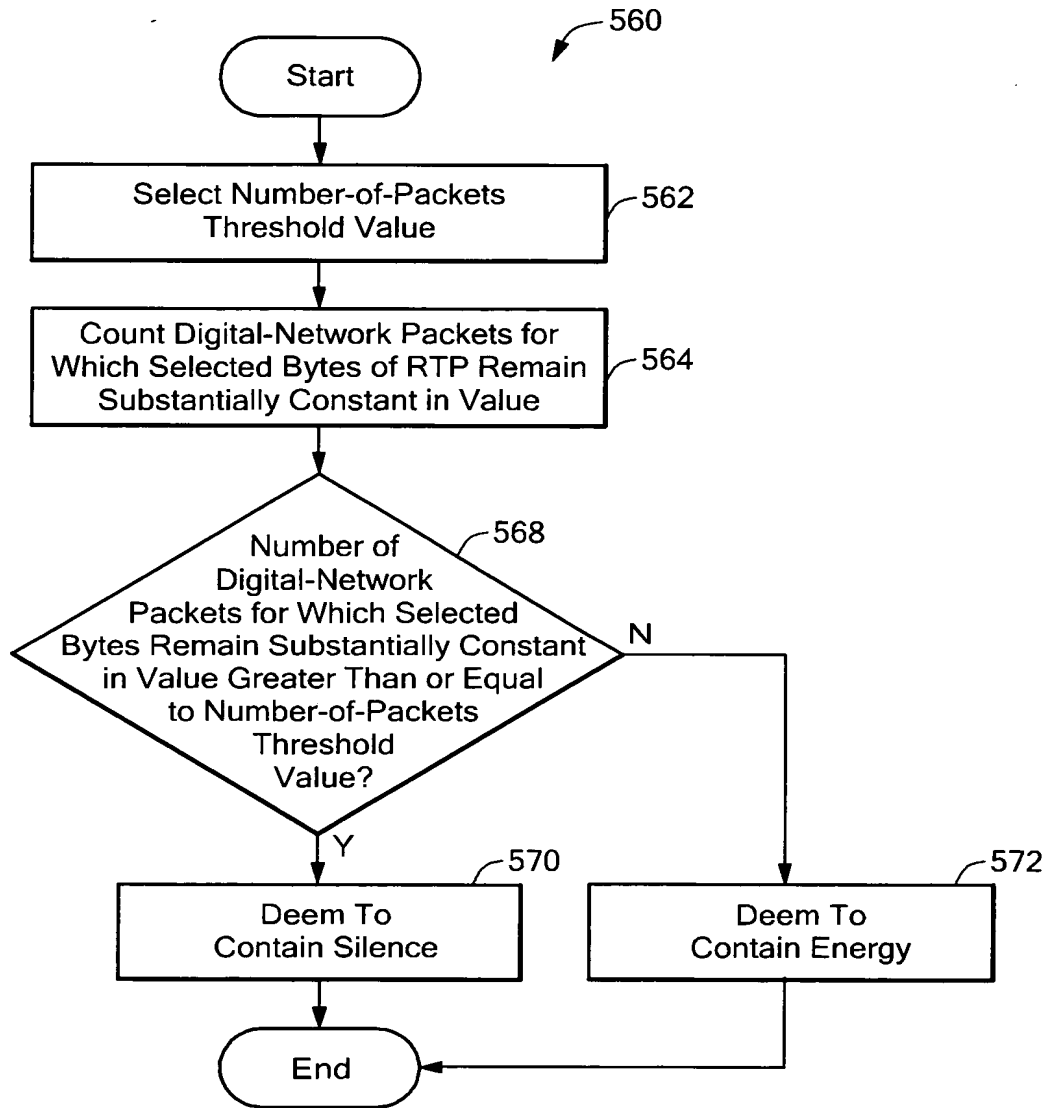 560
Start
Select Number-of-Packets
Threshold Value
562
Count Digital-Network Packets for
Which Selected Bytes of RTP Remain
Substantially Constant in Value
564
568
Number of
Digital-Network
Packets for Which Selected
Bytes Remain Substantially Constant
in Value Greater Than or Equal
to Number-of-Packets
Threshold
Value?
N
Y
570
Deem To
Contain Silence
572
Deem To
Contain Energy
End